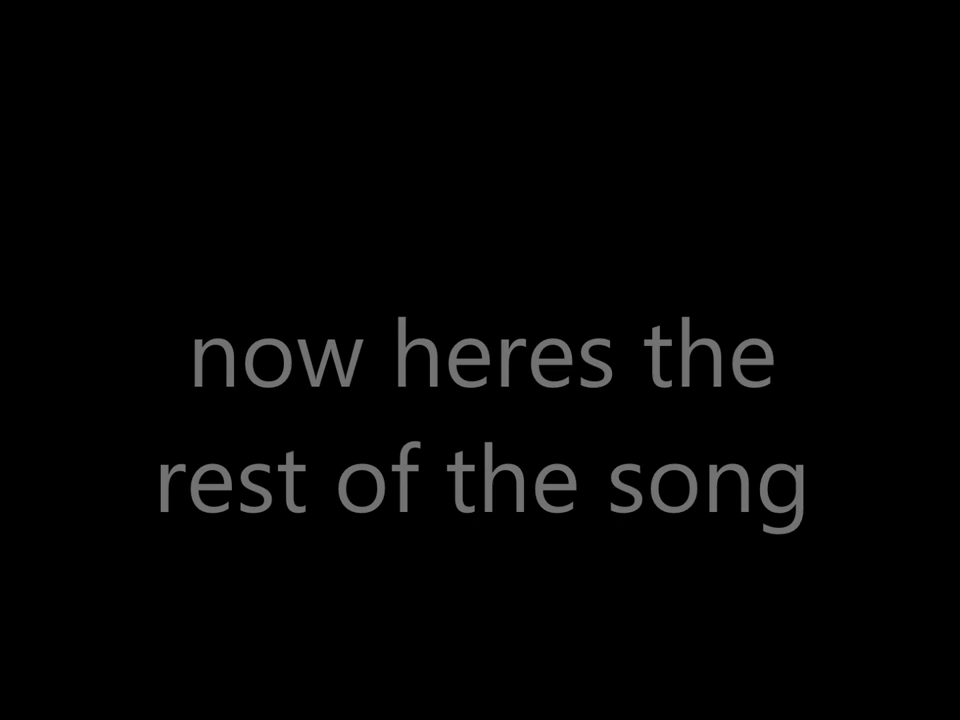 now heres the
rest of the song